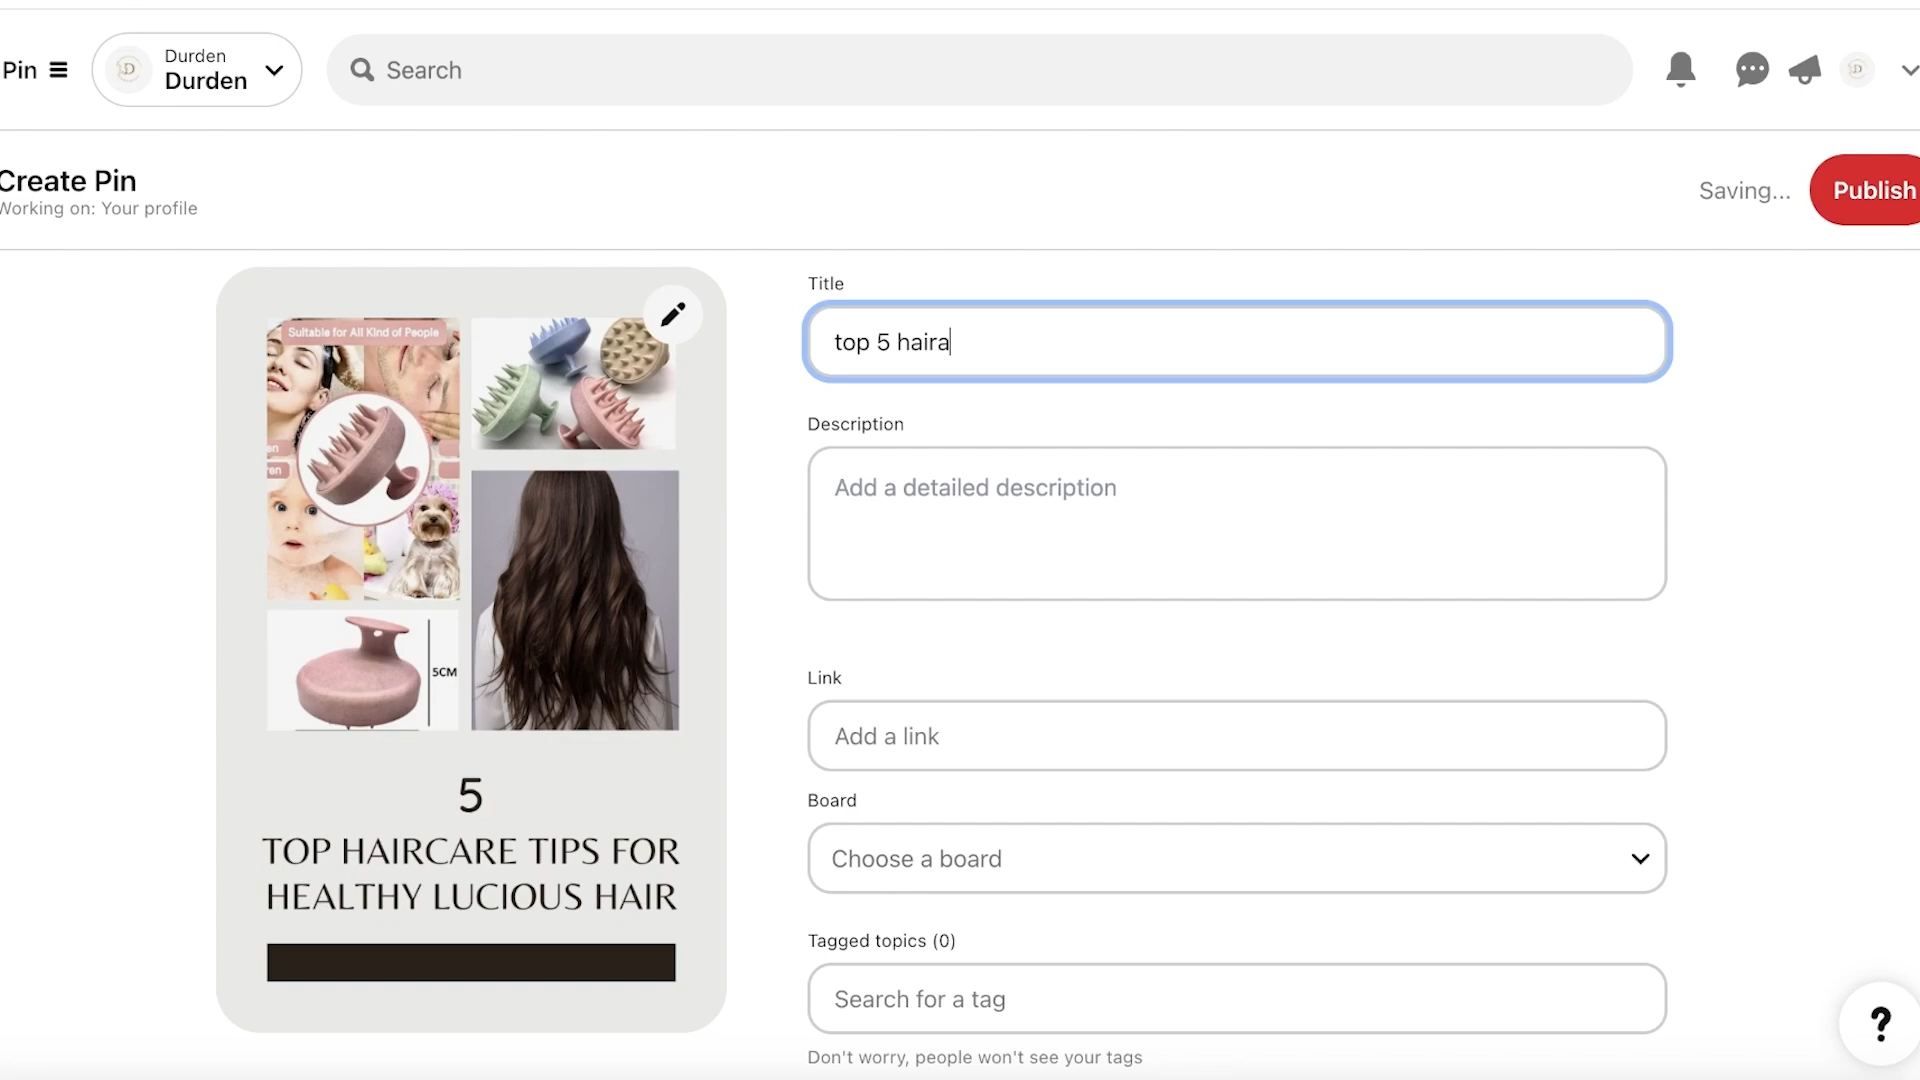 Pin
Durden
Durden
Search
Create Pin
Working on: Your profile
Saving...
Publish
Title
top 5 haira
Description
Add a detailed description
Link
Add a link
Board
Choose a board
Tagged topics (0)
Search for a tag
Don't worry, people won't see your tags
Suitable for All Kind of People
5CM
5
TOP HAIRCARE TIPS FOR
HEALTHY LUCIOUS HAIR
D
D
?